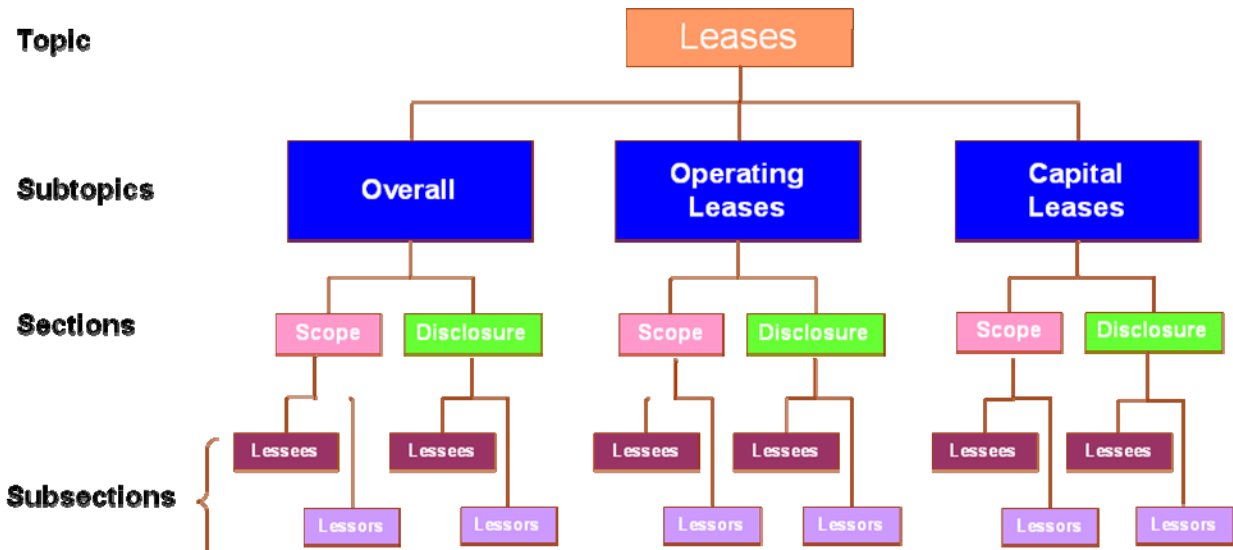 Topic
Leases
Subtopics
Overall
Operating
Leases
Capital
Leases
Sections
Scope
Disclosure
Scope
Disclosure
Scope
Disclosure
Lessees
Lessees
Lessees
Lessees
Lessees
Lessees
Subsections
Lessors
Lessors
Lessors
Lessors
Lessors
Lessors